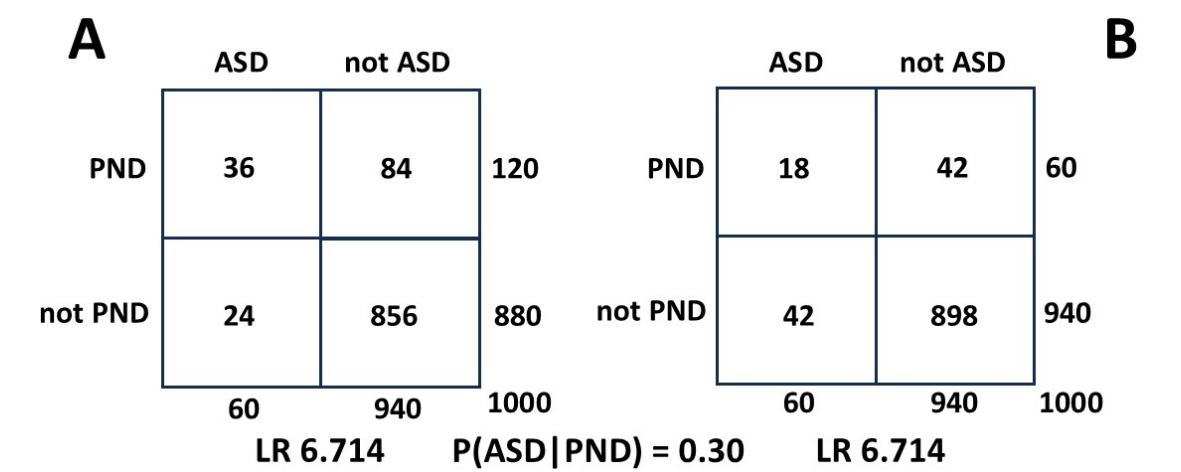 A
B
ASD not ASD
ASD not ASD
PND 36 84 120
PND 18 42 60
not PND 24 856 880
not PND 42 898 940
60 940 1000
60 940 1000
LR 6.714 P(ASD|PND) = 0.30 LR 6.714